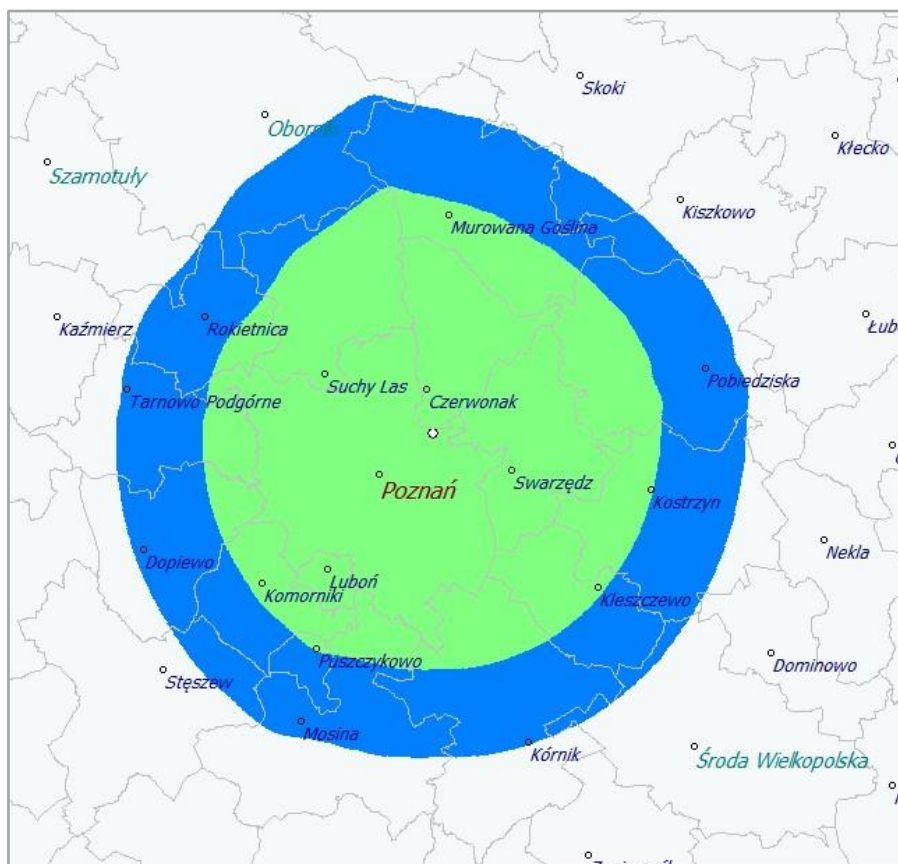 Skoki
Oborniki
Kłecko
Szamotuły
Kiszkowo
Murowana Goślina
Kaźmierz
Rokietnica
Łub
Pobiedziska
Suchy Las
Czerwonak
Tarnowo Podgórne
Swarzędz
Poznań
Kostrzyn
Nekla
Dopiewo
Luboń
Komorniki
Kleszczewo
Puszczykowo
Dominowo
Stęszew
Mosina
Kórnik
Środa Wielkopolska